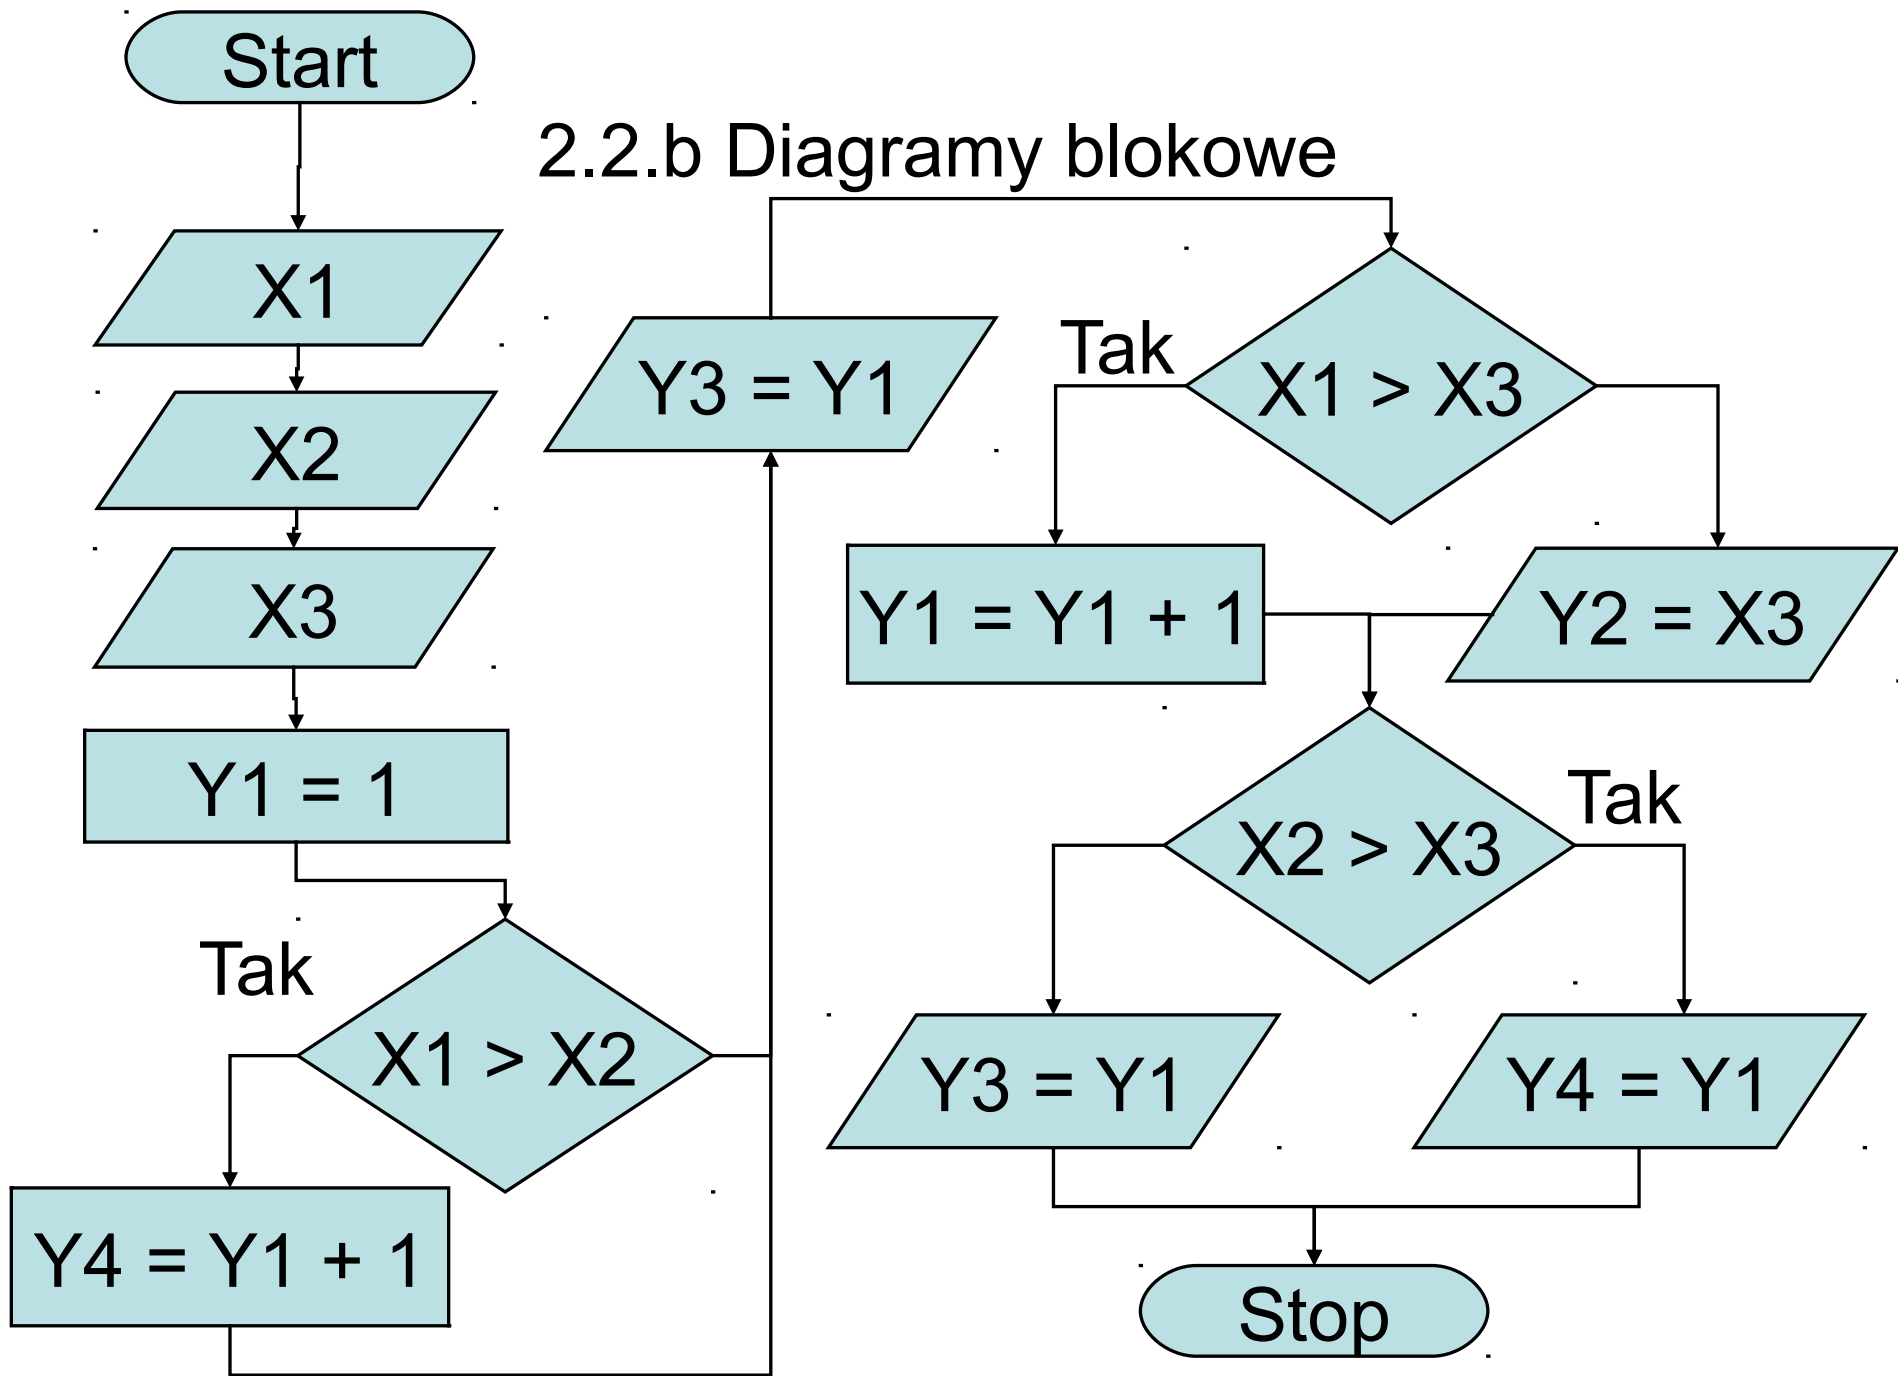 Start
2.2.b Diagramy blokowe
X1
X2
X3
Y1 = 1
Tak
X1 > X2
Y4 = Y1 + 1
Y3 = Y1
Tak
X1 > X3
Y1 = Y1 + 1
Y2 = X3
X2 > X3
Tak
Y3 = Y1
Y4 = Y1
Stop